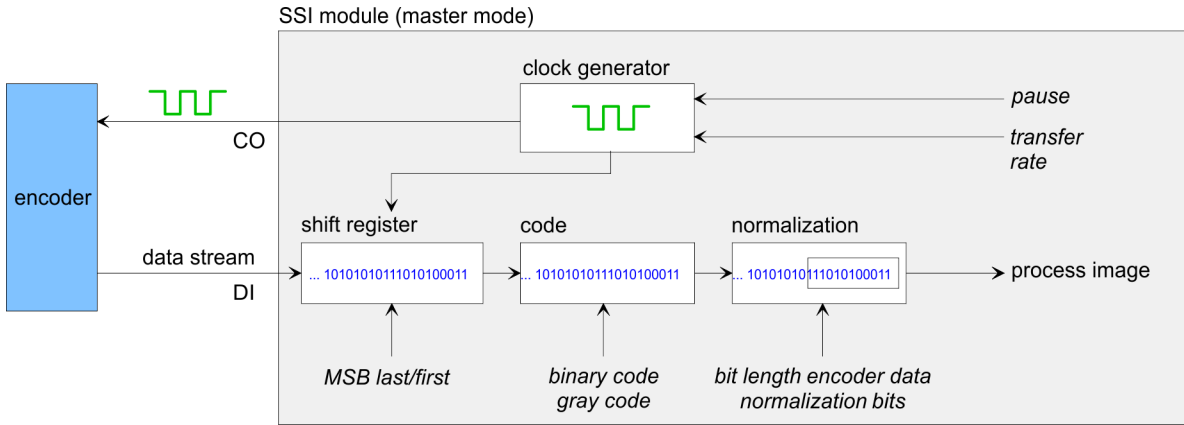 SSI module (master mode)
clock generator
pause
CO
transfer
rate
encoder
shift register
code
normalization
data stream
... 10101010111010100011
... 10101010111010100011
... 10101010111010100011
process image
DI
MSB last/first
binary code
gray code
bit length encoder data
normalization bits